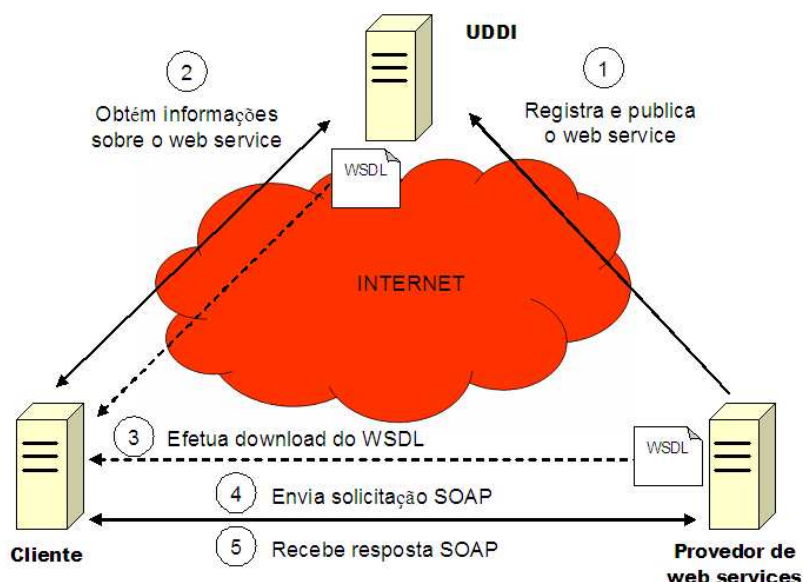 UDDI
1
Registra e publica
o web service
2
Obtém informações
sobre o web service
WSDL
INTERNET
3 Efetua download do WSDL
WSDL
4 Envia solicitação SOAP
5 Recebe resposta SOAP
Cliente
Provedor de
web services